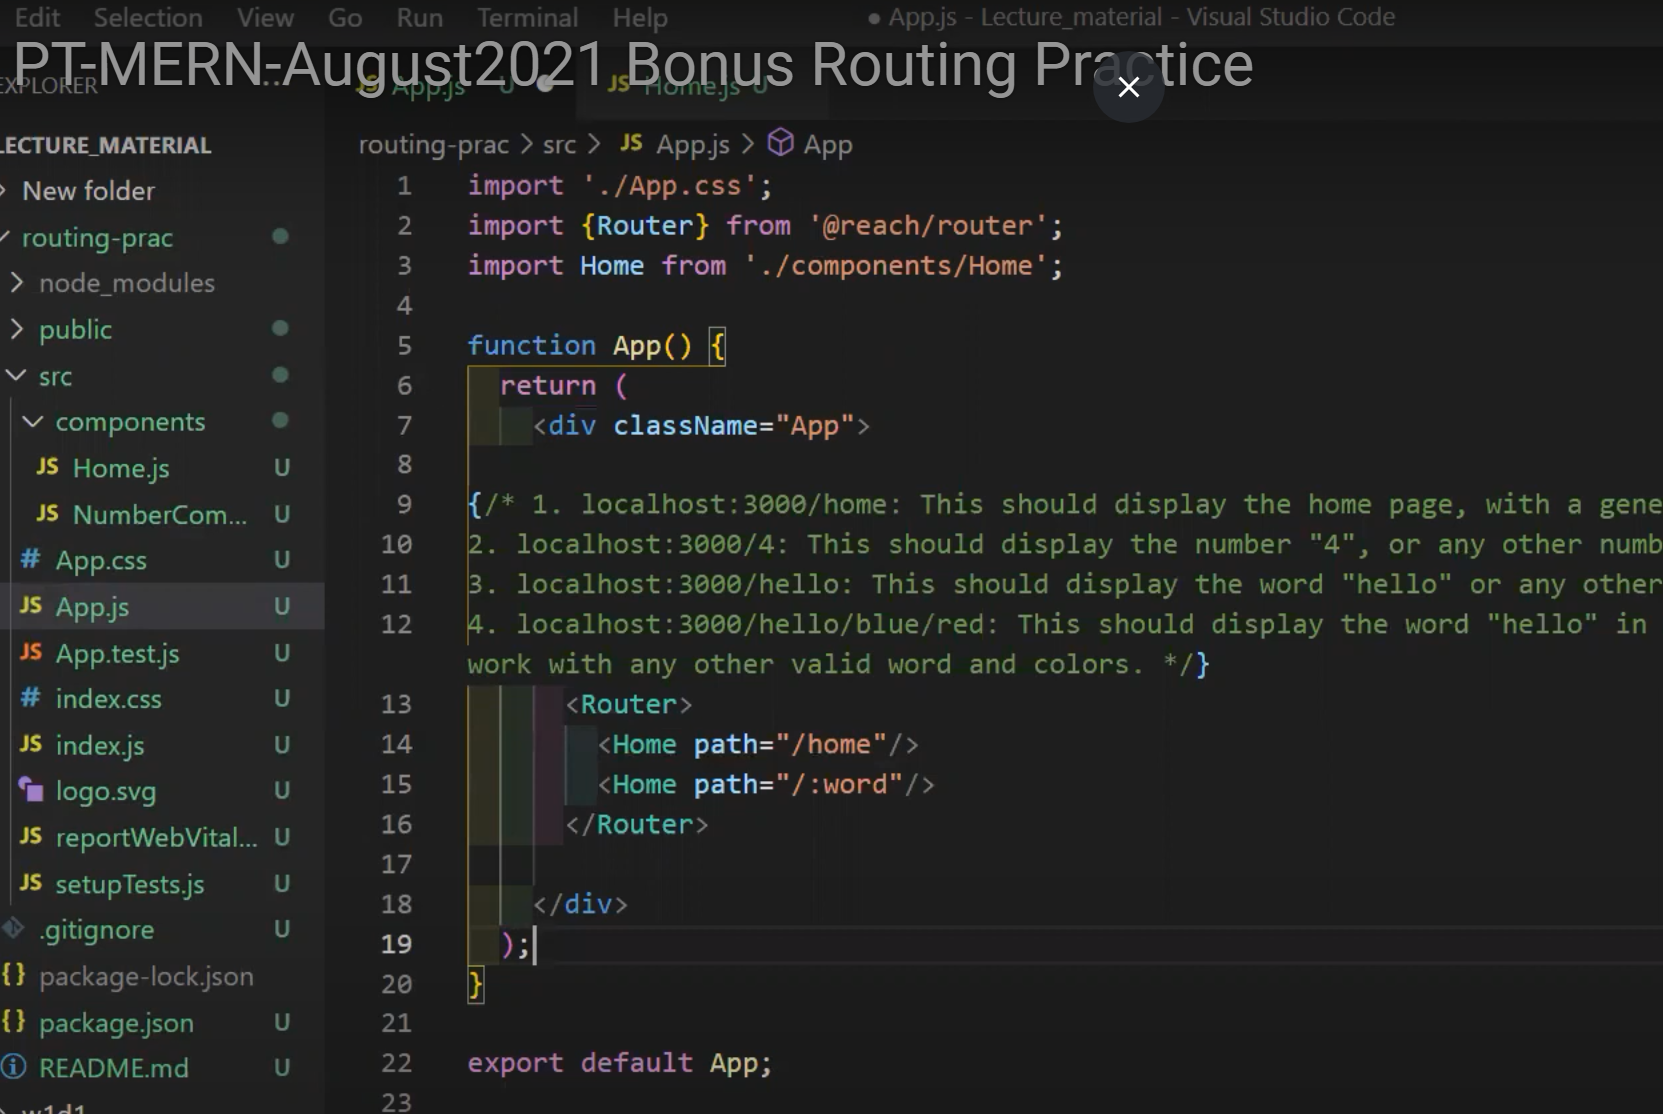 Edit Selection View Go Run Terminal Help ● App.js - Lecture_material - Visual Studio Code
PT-MERN-August2021 Bonus Routing Practice
EXPLORER ... JS App.js U JS Home.js U
LECTURE_MATERIAL
New folder
routing-prac
node_modules
public
src
components
JS Home.js U
JS NumberCom... U
# App.css U
JS App.js U
JS App.test.js U
# index.css U
JS index.js U
logo.svg U
JS reportWebVital... U
JS setupTests.js U
.gitignore U
{} package-lock.json
{} package.json U
README.md U
w1d1
routing-prac > src > JS App.js > App
1 import './App.css';
2 import {Router} from '@reach/router';
3 import Home from './components/Home';
4
5 function App() {
6 return (
7 <div className="App">
8
9 {/* 1. localhost:3000/home: This should display the home page, with a gene
10 2. localhost:3000/4: This should display the number "4", or any other numb
11 3. localhost:3000/hello: This should display the word "hello" or any other
12 4. localhost:3000/hello/blue/red: This should display the word "hello" in
work with any other valid word and colors. */}
13 <Router>
14 <Home path="/home"/>
15 <Home path="/:word"/>
16 </Router>
17
18 </div>
19 );
20 }
21
22 export default App;
23